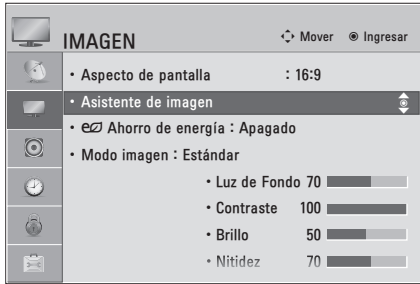 IMAGEN Mover Ingresar
• Aspecto de pantalla : 16:9
• Asistente de imagen
• Ahorro de energía : Apagado
• Modo imagen : Estándar
• Luz de Fondo 70
• Contraste 100
• Brillo 50
• Nitidez 70